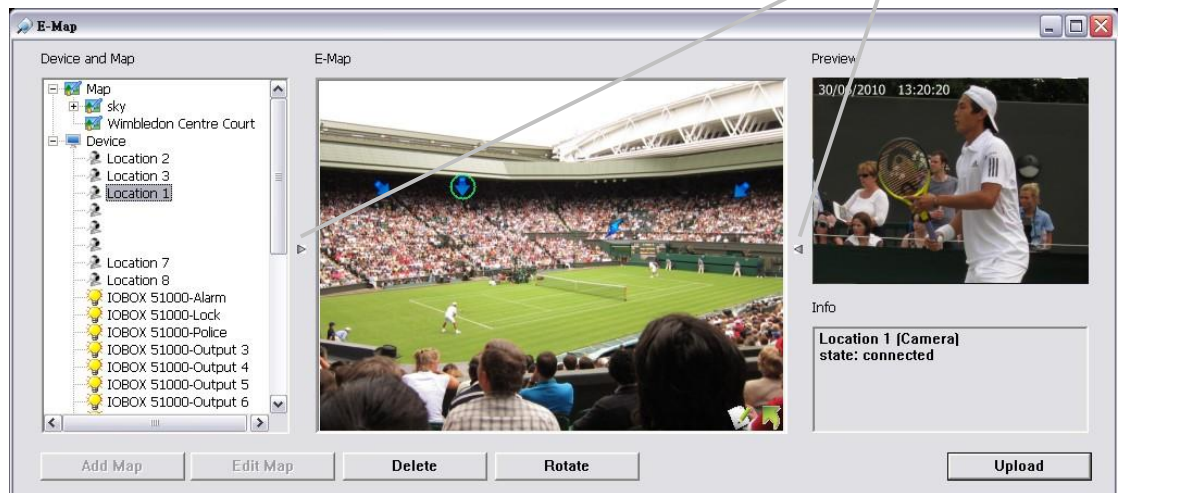 E-Map
Device and Map
Map
sky
Wimbledon Centre Court
Device
Location 2
Location 3
Location 1
Location 7
Location 8
IOBOX 51000-Alarm
IOBOX 51000-Lock
IOBOX 51000-Police
IOBOX 51000-Output 3
IOBOX 51000-Output 4
IOBOX 51000-Output 5
IOBOX 51000-Output 6
E-Map
Preview
30/06/2010 13:20:20
Info
Location 1 (Camera)
state: connected
Add Map
Edit Map
Delete
Rotate
Upload